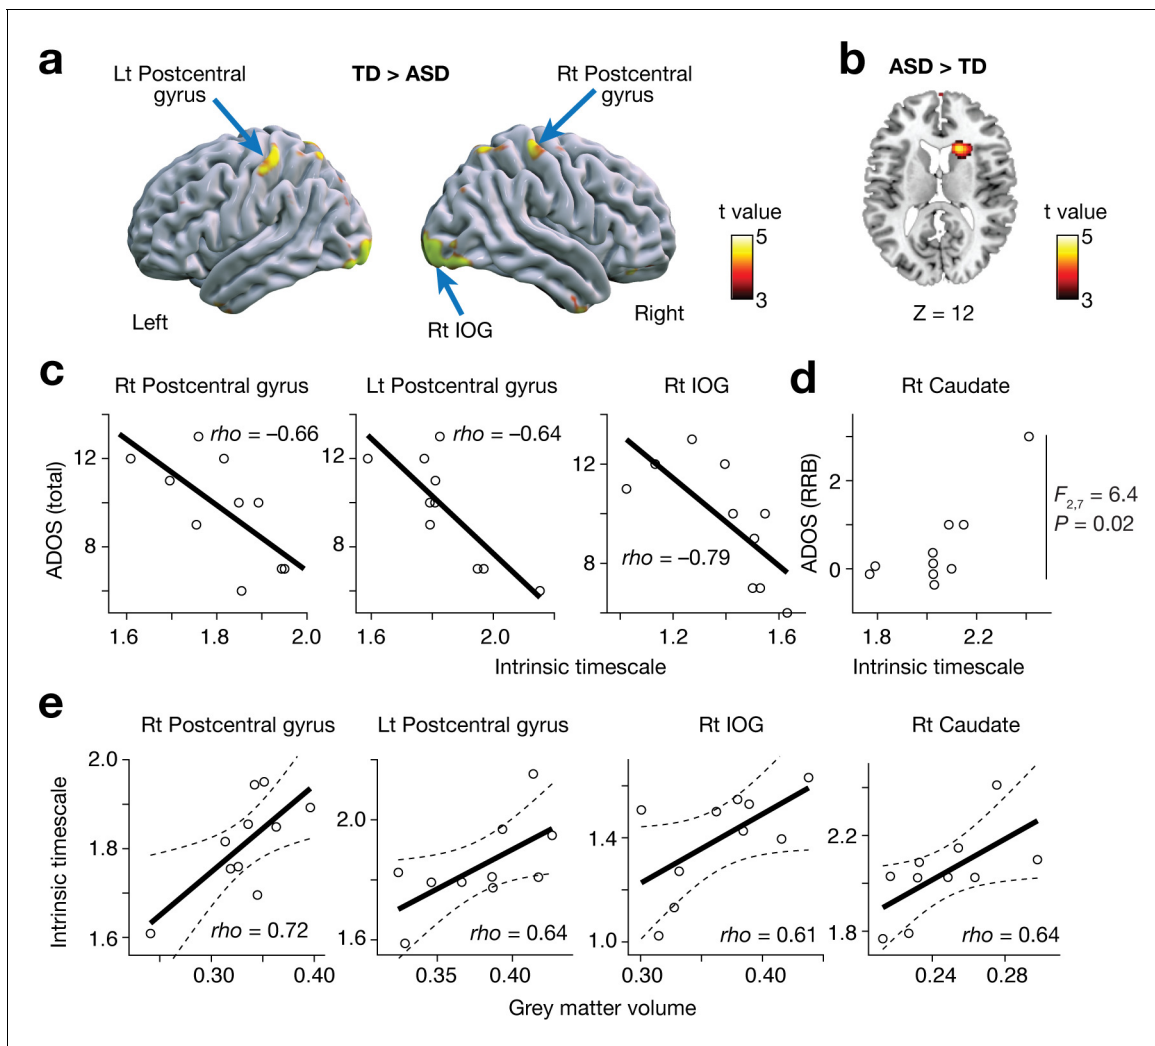 a
Lt Postcentral
gyrus
TD > ASD
Rt Postcentral
gyrus
Left
Rt IOG
Right
t value
5
3
b
ASD > TD
Z = 12
t value
5
3
c
Rt Postcentral gyrus
rho = –0.66
ADOS (total)
12
8
1.6
1.8
2.0
Lt Postcentral gyrus
rho = –0.64
12
8
1.6
2.0
Rt IOG
rho = –0.79
12
8
1.2
1.6
Intrinsic timescale
d
Rt Caudate
ADOS (RRB)
2
0
F2,7 = 6.4
P = 0.02
1.8
2.2
Intrinsic timescale
e
Rt Postcentral gyrus
Intrinsic timescale
2.0
1.8
1.6
rho = 0.72
0.30
0.40
Lt Postcentral gyrus
2.0
1.6
rho = 0.64
0.35
0.40
Rt IOG
1.4
1.0
rho = 0.61
0.30
0.40
Rt Caudate
2.2
1.8
rho = 0.64
0.24
0.28
Grey matter volume